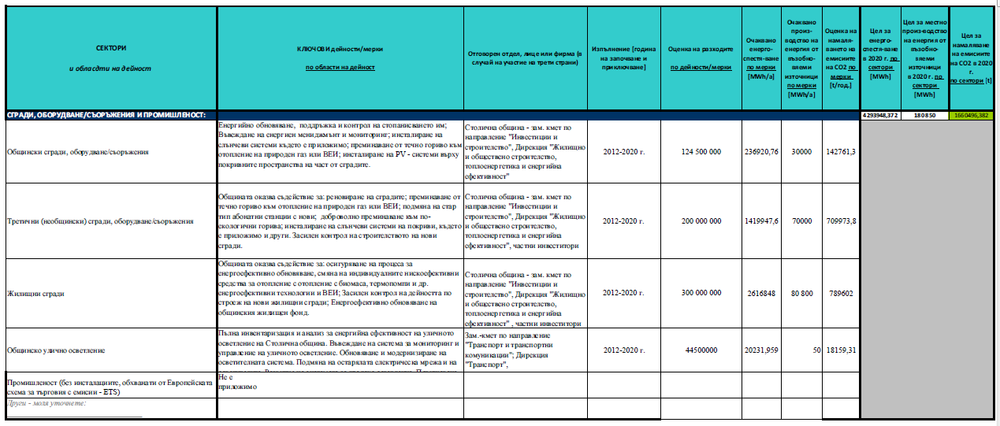 СЕКТОРИ
и обласдти на дейност
КЛЮЧОВИ дейности/мерки
по области на дейност
Отговорен отдел, лице или фирма (в
случай на участие на трети страни)
Изпълнение [година
на започване и
приключване]
Оценка на разходите
по дейности/мерки
Очаквано
енерго-
спестя-ване
по мерки
[MWh/a]
Очаквано
произ-
водство на
енергия от
възобно-
вяеми
източници
по мерки
[MWh/a]
Оценка на
намаля-
ването на
емисиите
на CO2 по
мерки
[t/год.]
Цел за
енерго-
спестя-ване
в 2020 г. по
сектори
[MWh]
Цел за местно
произ-водство
на енергия от
възобно-
вяеми
източници
в 2020 г. по
сектори
[MWh]
Цел за
намаляване
на емисиите
на CO2 в 2020
г.
по сектори [t]
СГРАДИ, ОБОРУДВАНЕ/СЪОРЪЖЕНИЯ И ПРОМИШЛЕНОСТ:
4293948,372
180 850
1660496,382
Общински сгради, оборудване/съоръжения
Енергийно обновяване, поддръжка и контрол на стопанисването им;
Въвеждане на енергиен мениджмънт и мониторинг; инсталиране на
слънчеви системи където е приложимо; преминаване от течно гориво към
отопление на природен газ или ВЕИ; инсталиране на PV - системи върху
покривните пространства на част от сградите.
Столична община - зам. кмет по
направление "Инвестиции и
строителство", Дирекция "Жилищно
и обществено строителство,
топлоенергетика и енергийна
ефективност"
2012-2020 г.
124 500 000
236920,76
30000
142761,3
Третични (необщински) сгради, оборудване/съоръжения
Общината оказва съдействие за: реновиране на сградите; преминаване от
течно гориво към отопление на природен газ или ВЕИ; подмяна на стар
тип абонатни станции с нови; доброволно преминаване към по-
екологични горива; инсталиране на слънчеви системи на покриви, където
е приложимо и други. Засилен контрол на строителството на нови
сгради.
Столична община - зам. кмет по
направление "Инвестиции и
строителство", Дирекция "Жилищно
и обществено строителство,
топлоенергетика и енергийна
ефективност", частни инвеститори
2012-2020 г.
200 000 000
1419947,6
70000
709973,8
Жилищни сгради
Общината оказва съдействие за: осигуряване на процеса за
енергоефективно обновяване, смяна на индивидуалните нискоефективни
средства за отопление с отопление с биомаса, термопомпи и др.
енергоефективни технологии и ВЕИ; Засилен контрол на дейността по
строеж на нови жилищни сгради; Енергоефективно обновяване на
общинския жилищен фонд.
Столична община - зам. кмет по
направление "Инвестиции и
строителство", Дирекция "Жилищно
и обществено строителство,
топлоенергетика и енергийна
ефективност" , частни инвеститори
2012-2020 г.
300 000 000
2616848
80 800
789602
Общинско улично осветление
Пълна инвентаризация и анализ за енергийна ефективност на уличното
осветление на Столична община. Въвеждане на система за мониторинг и
управление на уличното осветление. Обновяване и модернизиране на
осветителната система. Подмяна на остарялата електрическа мрежа и на
Зам.-кмет по направление
"Транспорт и транспортни
комуникации"; Дирекция
"Транспорт",
2012-2020 г.
44500000
20231,959
50
18159,31
Промишленост (без инсталациите, обхванати от Европейската
схема за търговия с емисии - ETS)
Не е
приложимо
Други - моля уточнете: